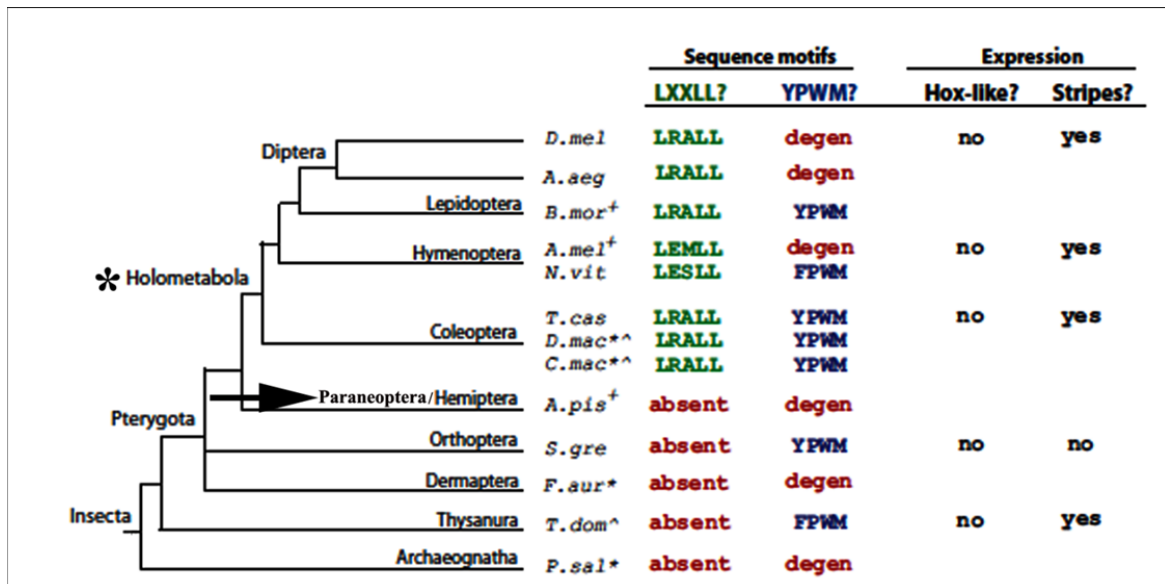 Sequence motifs Expression
LXXLL? YPWM? Hox-like? Stripes?
Diptera D.mel LRALL degen no yes
A.aeg LRALL degen
Lepidoptera B.mor+ LRALL YPWM
Hymenoptera A.mel+ LEMLL degen no yes
N.vit LESLL FPWM
* Holometabola
T.cas LRALL YPWM no yes
Coleoptera D.mac*^ LRALL YPWM
C.mac*^ LRALL YPWM
Paraneoptera/Hemiptera A.pis+ absent degen
Pterygota
Orthoptera S.gre absent YPWM no no
Dermaptera F.aur* absent degen
Insecta
Thysanura T.dom^ absent FPWM no yes
Archaeognatha P.sal* absent degen